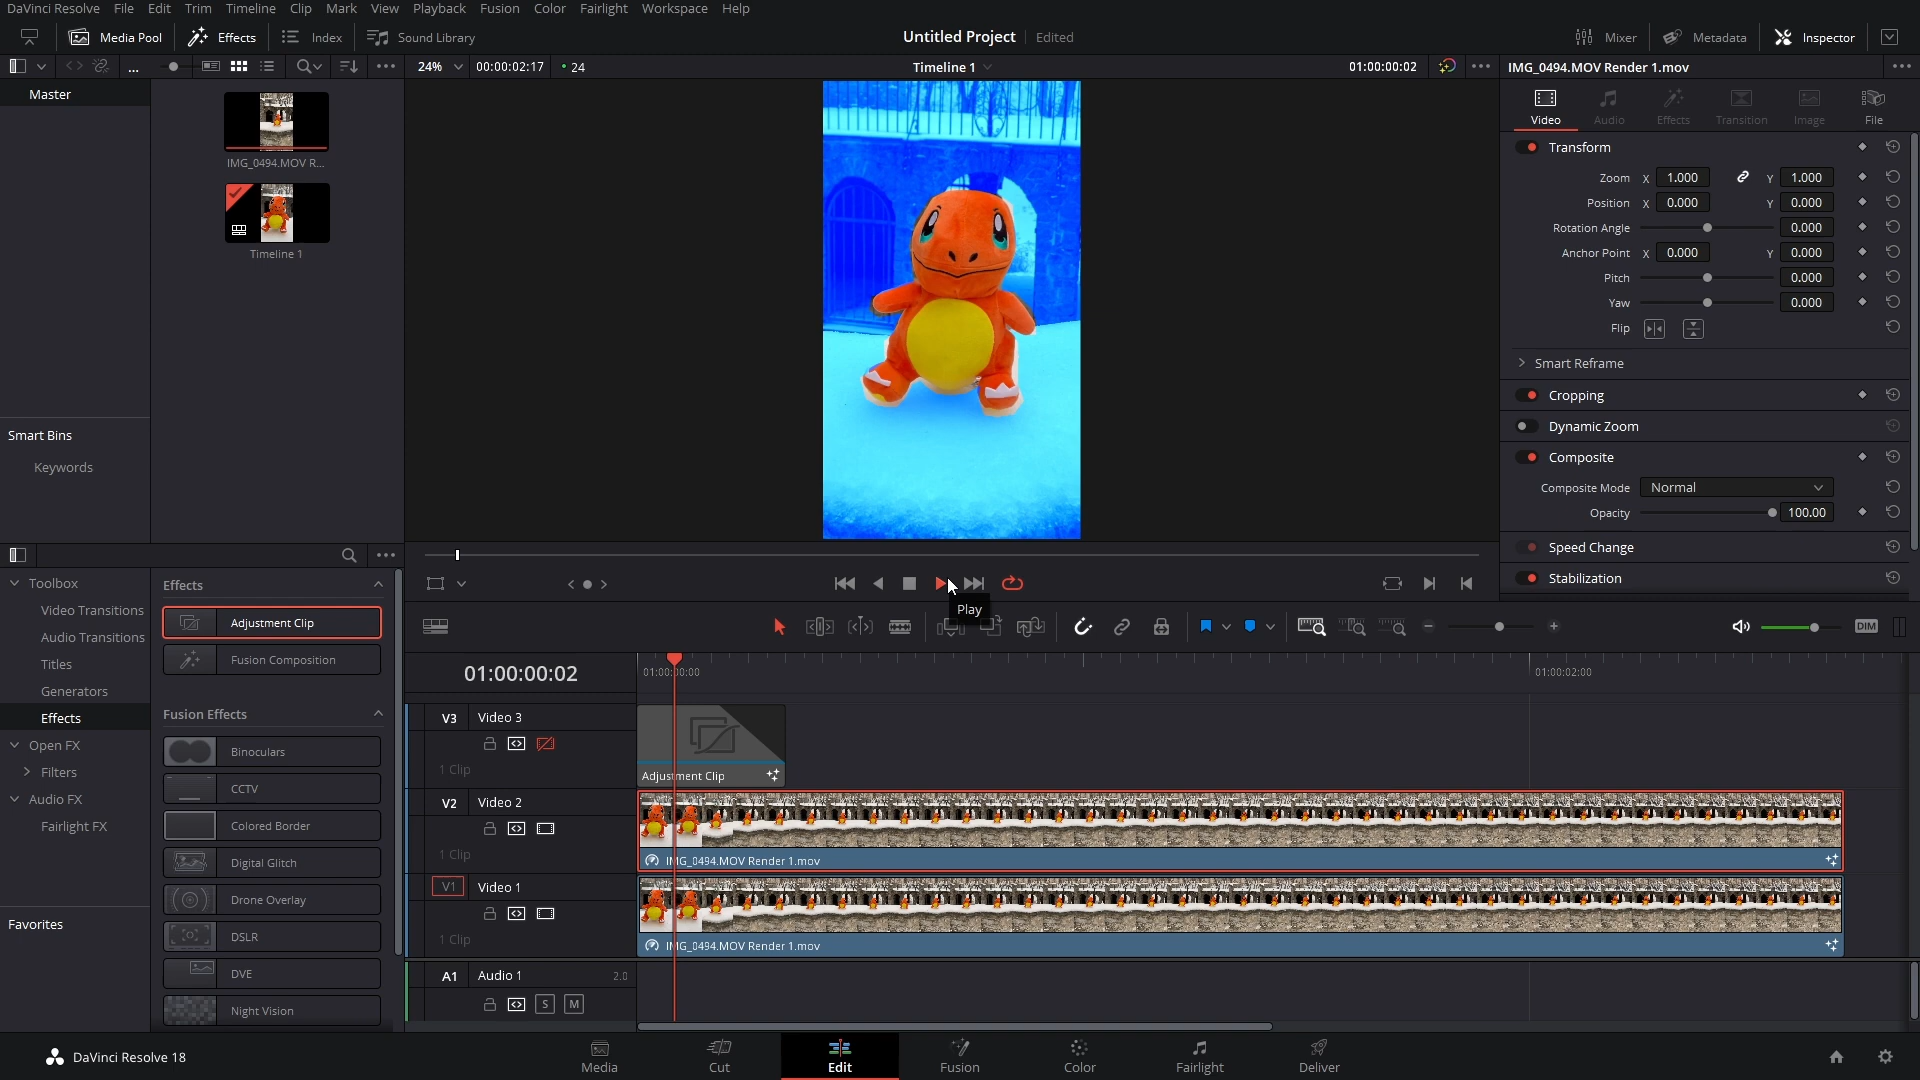 DaVinci Resolve File Edit Trim Timeline Clip Mark View Playback Fusion Color Fairlight Workspace Help
Media Pool Effects Index Sound Library Untitled Project Edited Mixer Metadata Inspector
24% 00:00:02:17 24 Timeline 1 01:00:00:02 IMG_0494.MOV Render 1.mov
Master
IMG_0494.MOV R...
Timeline 1
Smart Bins
Keywords
Video Audio Effects Transition Image File
Transform
Zoom X 1.000 Y 1.000
Position X 0.000 Y 0.000
Rotation Angle 0.000
Anchor Point X 0.000 Y 0.000
Pitch 0.000
Yaw 0.000
Flip
Smart Reframe
Cropping
Dynamic Zoom
Composite
Composite Mode Normal
Opacity 100.00
Speed Change
Stabilization
Play
Toolbox
Video Transitions
Audio Transitions
Titles
Generators
Effects
Open FX
Filters
Audio FX
Fairlight FX
Favorites
Effects
Adjustment Clip
Fusion Composition
Fusion Effects
Binoculars
CCTV
Colored Border
Digital Glitch
Drone Overlay
DSLR
DVE
Night Vision
DIM
01:00:00:02 01:00:00:00 01:00:02:00
V3 Video 3
1 Clip
Adjustment Clip
V2 Video 2
1 Clip
IMG_0494.MOV Render 1.mov
V1 Video 1
1 Clip
IMG_0494.MOV Render 1.mov
A1 Audio 1 2.0
S M
DaVinci Resolve 18 Media Cut Edit Fusion Color Fairlight Deliver